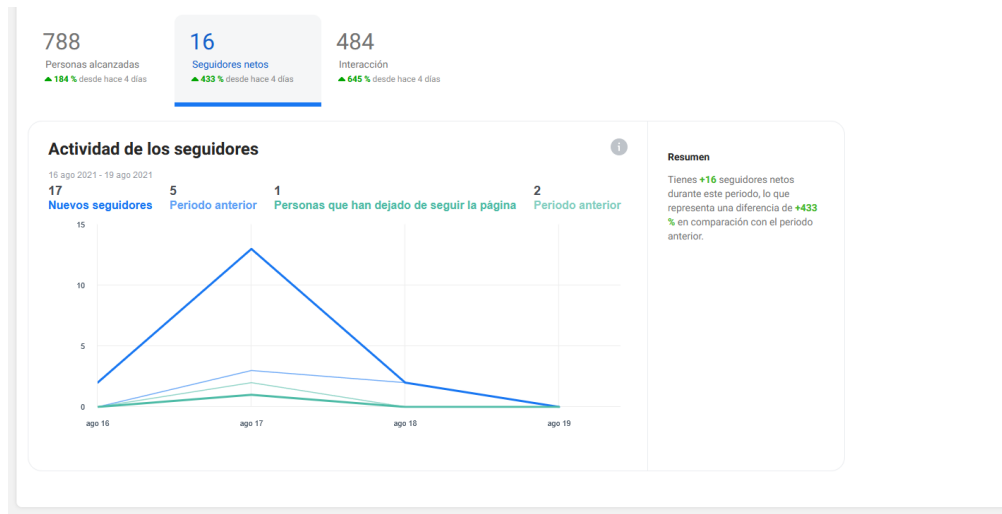 788
Personas alcanzadas
▲ 184 % desde hace 4 días
16
Seguidores netos
▲ 433 % desde hace 4 días
484
Interacción
▲ 645 % desde hace 4 días
Actividad de los seguidores
i
16 ago 2021 - 19 ago 2021
17
Nuevos seguidores
5
Periodo anterior
1
Personas que han dejado de seguir la página
2
Periodo anterior
15
10
5
0
ago 16 ago 17 ago 18 ago 19
Resumen
Tienes +16 seguidores netos
durante este periodo, lo que
representa una diferencia de +433
% en comparación con el periodo
anterior.